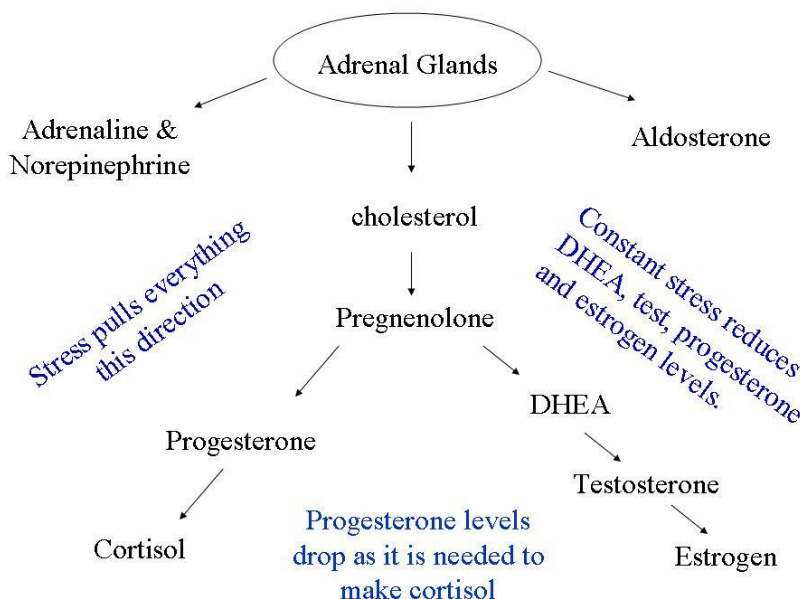 Adrenal Glands
Adrenaline &
Norepinephrine
Aldosterone
cholesterol
Stress pulls everything
this direction
Constant stress reduces
DHEA, test, progesterone
and estrogen levels.
Pregnenolone
DHEA
Progesterone
Testosterone
Cortisol
Progesterone levels
drop as it is needed to
make cortisol
Estrogen